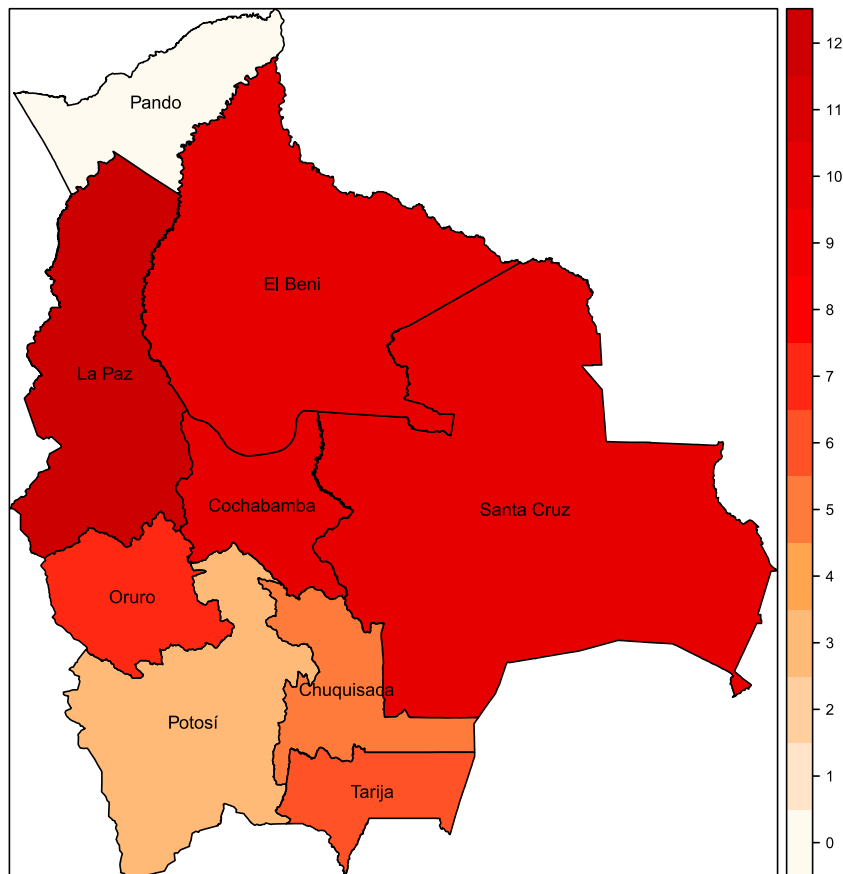 Pando
El Beni
La Paz
Cochabamba
Santa Cruz
Oruro
Chuquisaca
Potosí
Tarija
12
11
10
9
8
7
6
5
4
3
2
1
0